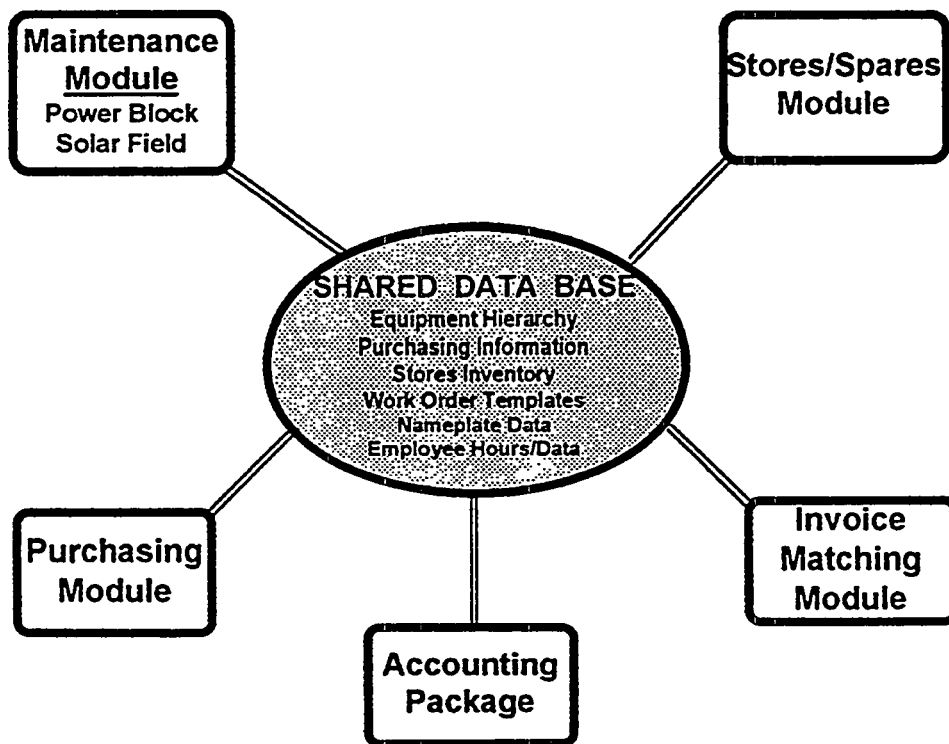 Maintenance
Module
Power Block
Solar Field
Stores/Spares
Module
SHARED DATA BASE
Equipment Hierarchy
Purchasing Information
Stores Inventory
Work Order Templates
Nameplate Data
Employee Hours/Data
Purchasing
Module
Accounting
Package
Invoice
Matching
Module